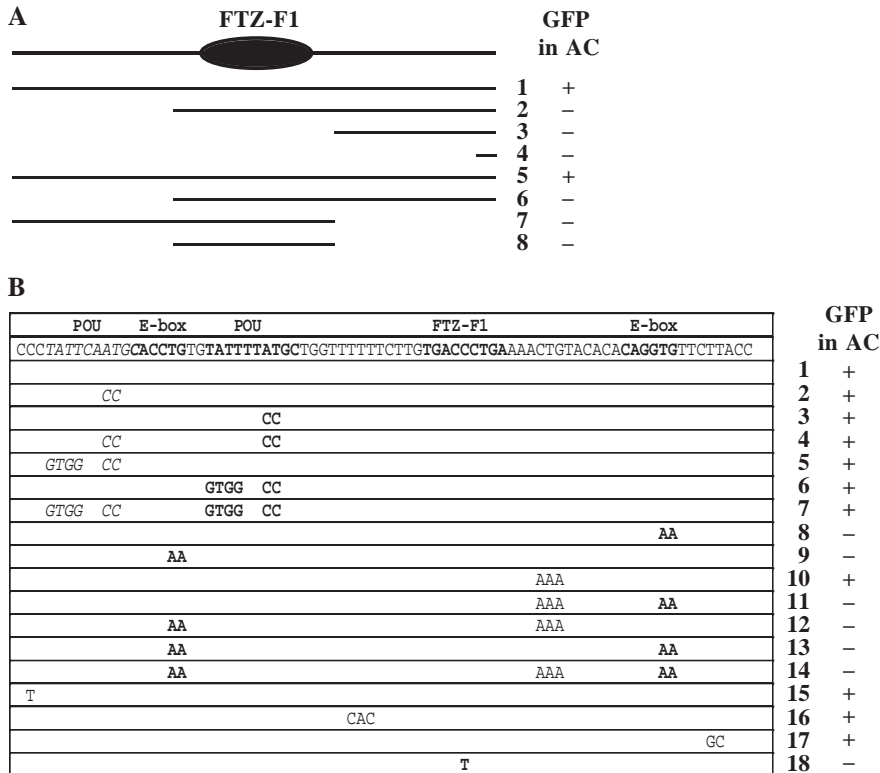 A
FTZ-F1 GFP
in AC
1 +
2 −
3 −
4 −
5 +
6 −
7 −
8 −
B
POU E-box POU FTZ-F1 E-box GFP
in AC
CCCTATTCAATGCACCTGTGTATTTTATGCTGGTTTTTTCTTGTGACCCTGAAAACTGTACACACAGGTGTTCTTACC
1 +
CC 2 +
CC 3 +
CC CC 4 +
GTGG CC 5 +
GTGG CC 6 +
GTGG CC GTGG CC 7 +
AA 8 −
AA 9 −
AAA 10 +
AAA AA 11 −
AA AAA 12 −
AA AA 13 −
AA AAA AA 14 −
T 15 +
CAC 16 +
GC 17 +
T 18 −